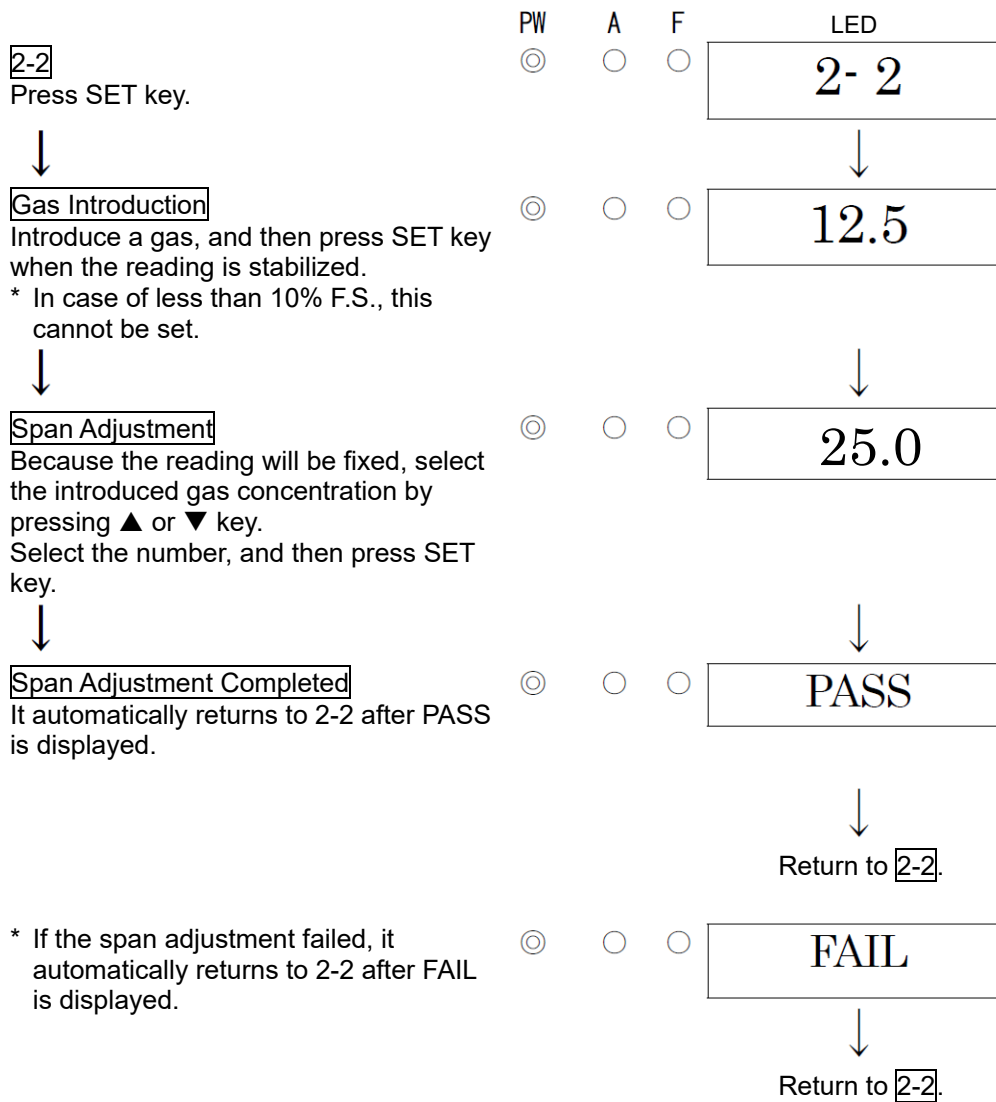 PW A F LED
2-2
2- 2
Press SET key.
Gas Introduction
12.5
Introduce a gas, and then press SET key
when the reading is stabilized.
* In case of less than 10% F.S., this
cannot be set.
Span Adjustment
25.0
Because the reading will be fixed, select
the introduced gas concentration by
pressing ▲ or ▼ key.
Select the number, and then press SET
key.
Span Adjustment Completed
PASS
It automatically returns to 2-2 after PASS
is displayed.
Return to 2-2.
* If the span adjustment failed, it
automatically returns to 2-2 after FAIL
is displayed.
FAIL
Return to 2-2.